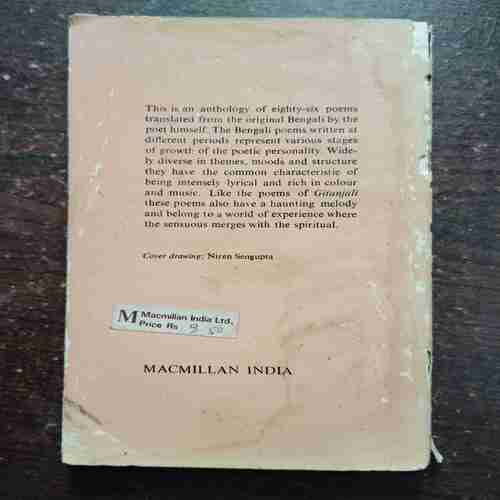 This is an anthology of eighty-six poems
translated from the original Bengali by the
poet himself. The Bengali poems written at
different periods represent various stages
of growth of the poetic personality. Wide-
ly diverse in themes, moods and structure
they have the common characteristic of
being intensely lyrical and rich in colour
and music. Like the poems of Gitanjali
these poems also have a haunting melody
and belong to a world of experience where
the sensuous merges with the spiritual.
Cover drawing: Niren Sengupta
M Macmillan India Ltd.
Price Rs 9 50
MACMILLAN INDIA